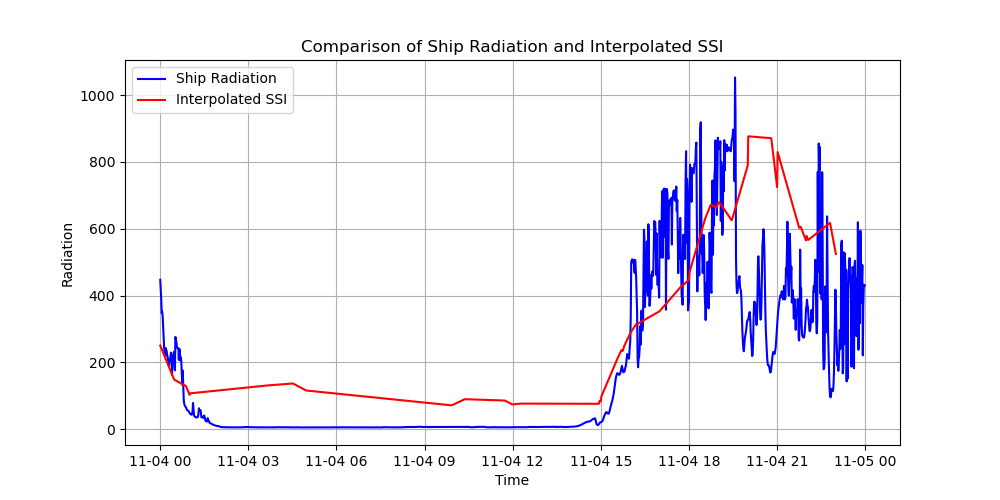 Comparison of Ship Radiation and Interpolated SSI
Ship Radiation
Interpolated SSI
1000
800
600
400
200
0
Radiation
11-04 00 11-04 03 11-04 06 11-04 09 11-04 12 11-04 15 11-04 18 11-04 21 11-05 00
Time